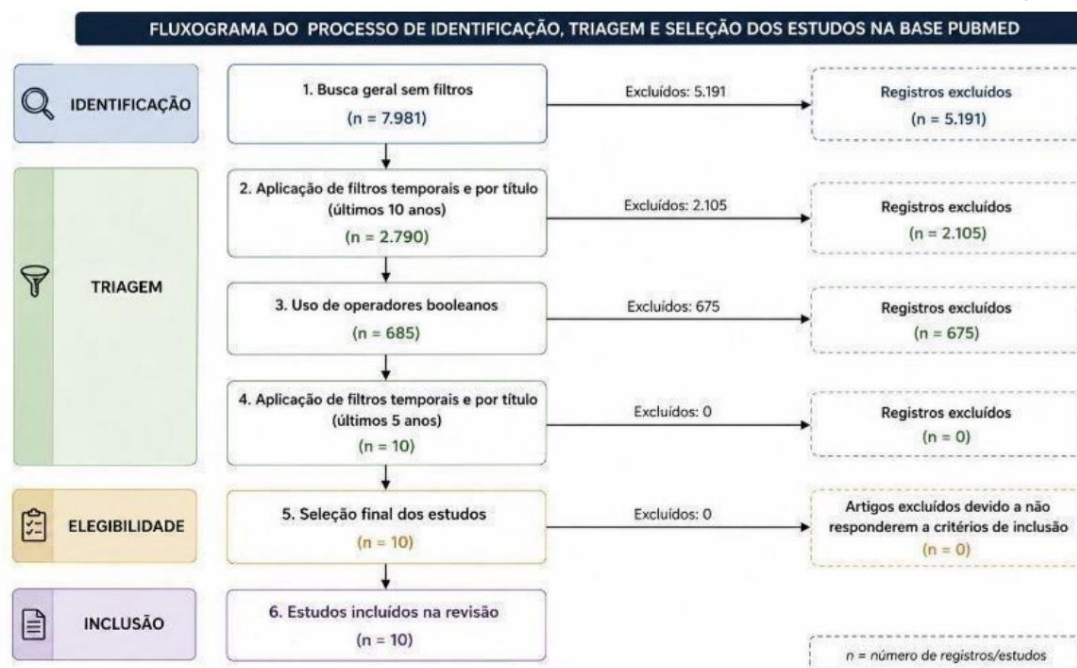 FLUXOGRAMA DO PROCESSO DE IDENTIFICAÇÃO, TRIAGEM E SELEÇÃO DOS ESTUDOS NA BASE PUBMED
IDENTIFICAÇÃO
1. Busca geral sem filtros
(n = 7.981)
Excluídos: 5.191
Registros excluídos
(n = 5.191)
TRIAGEM
2. Aplicação de filtros temporais e por título
(últimos 10 anos)
(n = 2.790)
Excluídos: 2.105
Registros excluídos
(n = 2.105)
3. Uso de operadores booleanos
(n = 685)
Excluídos: 675
Registros excluídos
(n = 675)
4. Aplicação de filtros temporais e por título
(últimos 5 anos)
(n = 10)
Excluídos: 0
Registros excluídos
(n = 0)
ELEGIBILIDADE
5. Seleção final dos estudos
(n = 10)
Excluídos: 0
Artigos excluídos devido a não
responderem a critérios de inclusão
(n = 0)
INCLUSÃO
6. Estudos incluídos na revisão
(n = 10)
n = número de registros/estudos